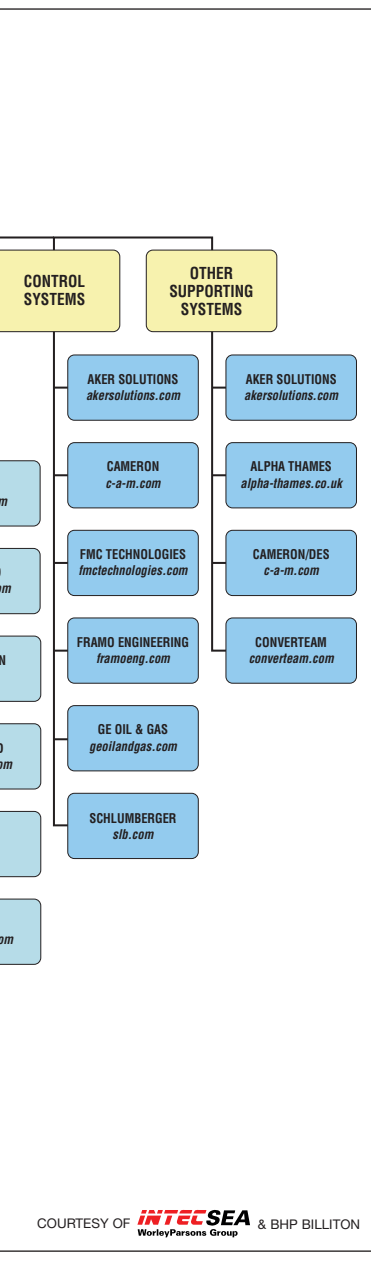 CONTROL
SYSTEMS
OTHER
SUPPORTING
SYSTEMS
AKER SOLUTIONS
akersolutions.com
CAMERON
c-a-m.com
FMC TECHNOLOGIES
fmctechnologies.com
FRAMO ENGINEERING
framoeng.com
GE OIL & GAS
geoilandgas.com
SCHLUMBERGER
slb.com
AKER SOLUTIONS
akersolutions.com
ALPHA THAMES
alpha-thames.co.uk
CAMERON/DES
c-a-m.com
CONVERTEAM
converteam.com
COURTESY OF INTECSEA & BHP BILLITON
WorleyParsons Group